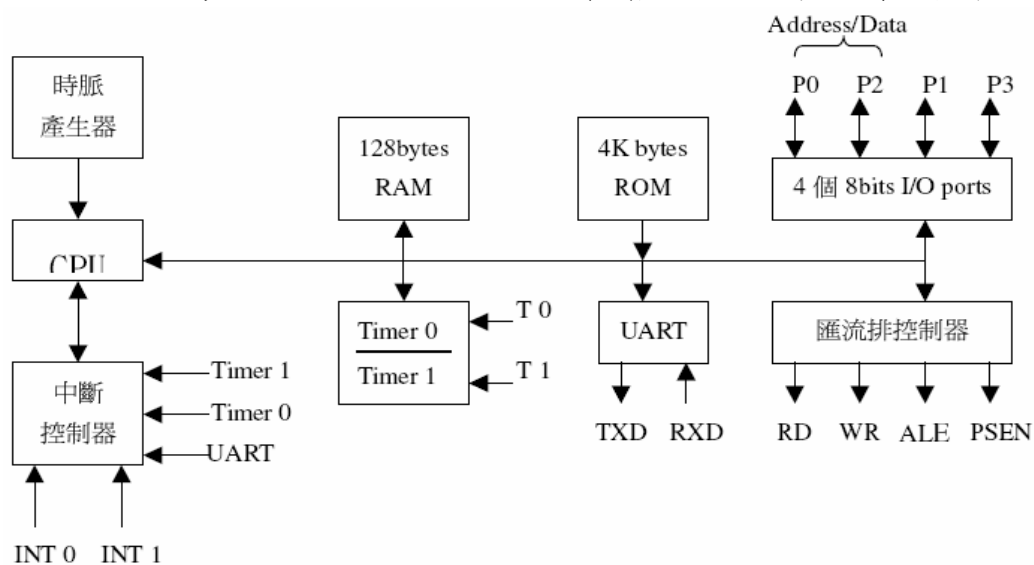 Address/Data
P0 P2 P1 P3
時脈
產生器
128bytes
RAM
4K bytes
ROM
4 個 8bits I/O ports
CPU
Timer 0
Timer 1
T 0
T 1
UART
匯流排控制器
TXD RXD
RD WR ALE PSEN
中斷
控制器
Timer 1
Timer 0
UART
INT 0 INT 1